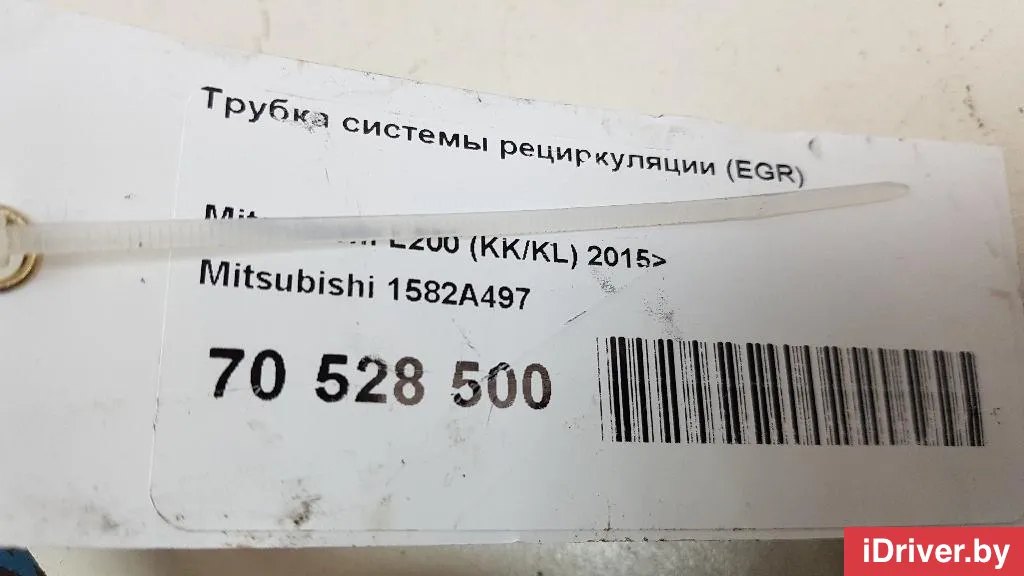 Трубка системы рециркуляции (EGR)
L200 (KK/KL) 2015>
Mitsubishi 1582A497
70 528 500
iDriver.by